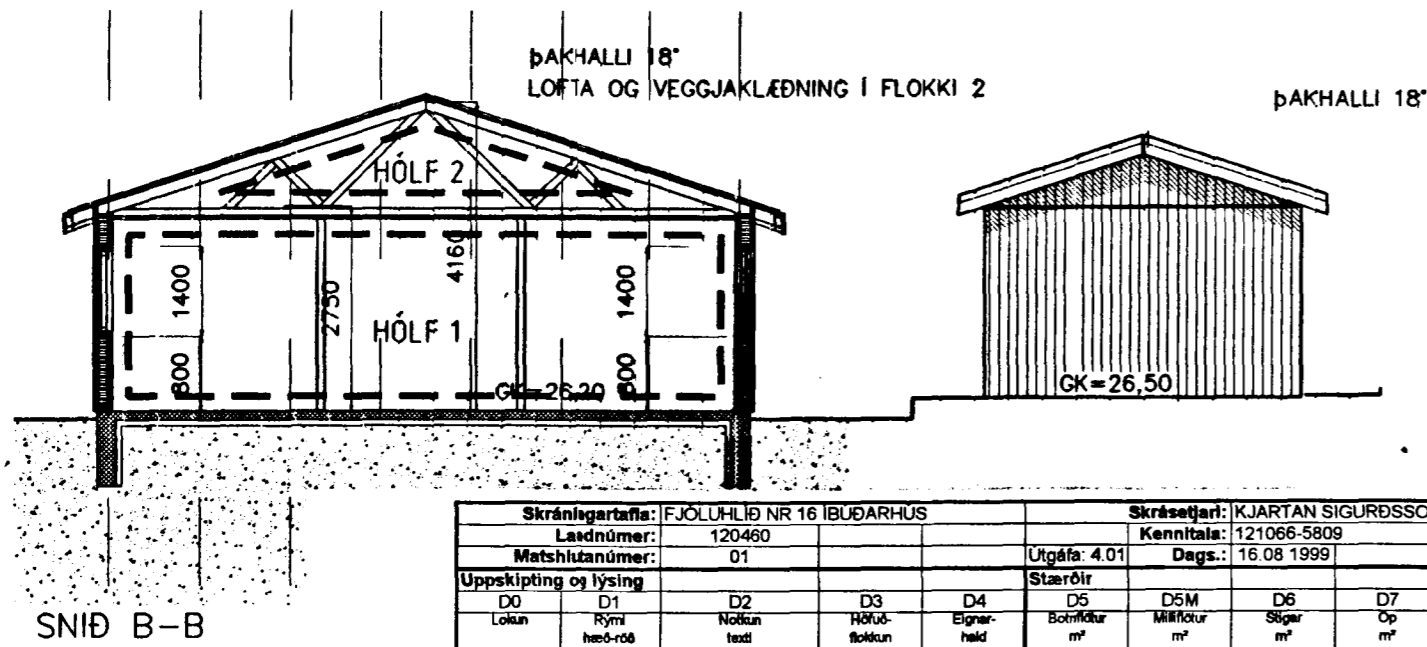 ÞAKHALLI 18°
LOFTA OG VEGGJAKLÆÐNING Í FLOKKI 2
ÞAKHALLI 18°
HÓLF 2
1400
2750
4160
1400
HÓLF 1
800
GK=26,20
800
GK=26,50
SNIÐ B-B
Skráningartafla: FJÓLUHLÍÐ NR 16 ÍBÚÐARHÚS Skrásetjari: KJARTAN SIGURÐSSO
Landnúmer: 120460 Kennitala: 121066-5809
Matshlutanúmer: 01 Útgáfa: 4.01 Dags.: 16.08 1999
Uppskipting og lýsing Stærðir
D0 D1 D2 D3 D4 D5 D5M D6 D7
Lokun Rými Notkun Höfuð- Eignar- Botnflötur Milliflötur Stigar Op
hæð-röð texti flokkun hald m² m² m² m²